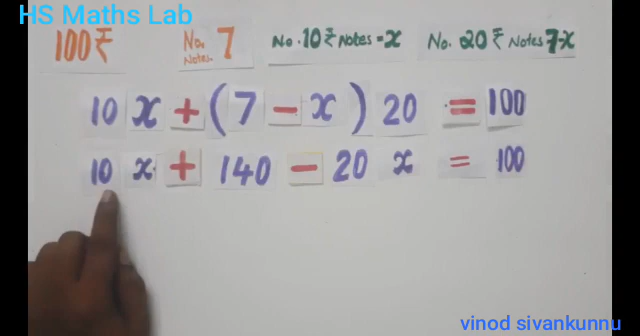 HS Maths Lab
100₹ No. Notes. 7 No. 10₹ Notes = x No. 20₹ Notes 7-x
10 x + (7 - x) 20 = 100
10 x + 140 - 20 x = 100
vinod sivankunnu